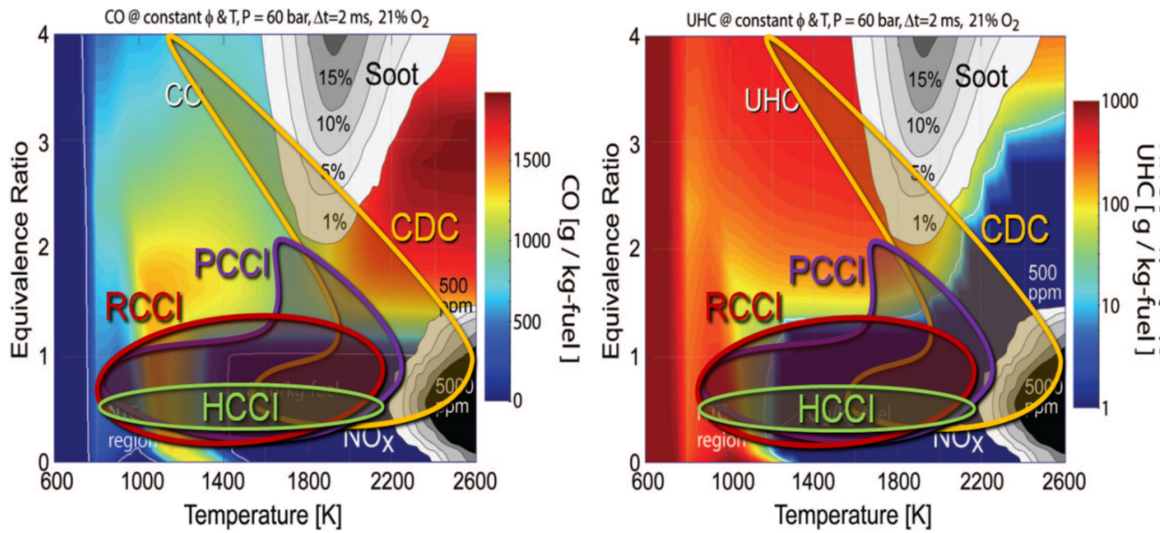 CO @ constant ϕ & T, P = 60 bar, Δt=2 ms, 21% O₂
4
3
2
1
0
Equivalence Ratio
15%
10%
5%
1%
Soot
CO
CDC
PCCI
RCCI
HCCI
500
ppm
5000
ppm
NOx
region
600 1000 1400 1800 2200 2600
Temperature [K]
1500
1000
500
0
CO [g / kg-fuel ]
UHC @ constant ϕ & T, P = 60 bar, Δt=2 ms, 21% O₂
4
3
2
1
0
Equivalence Ratio
15%
10%
5%
1%
Soot
UHC
CDC
PCCI
RCCI
HCCI
500
ppm
5000
ppm
NOx
region
600 1000 1400 1800 2200 2600
Temperature [K]
1000
100
10
1
UHC [ g / kg-fuel ]